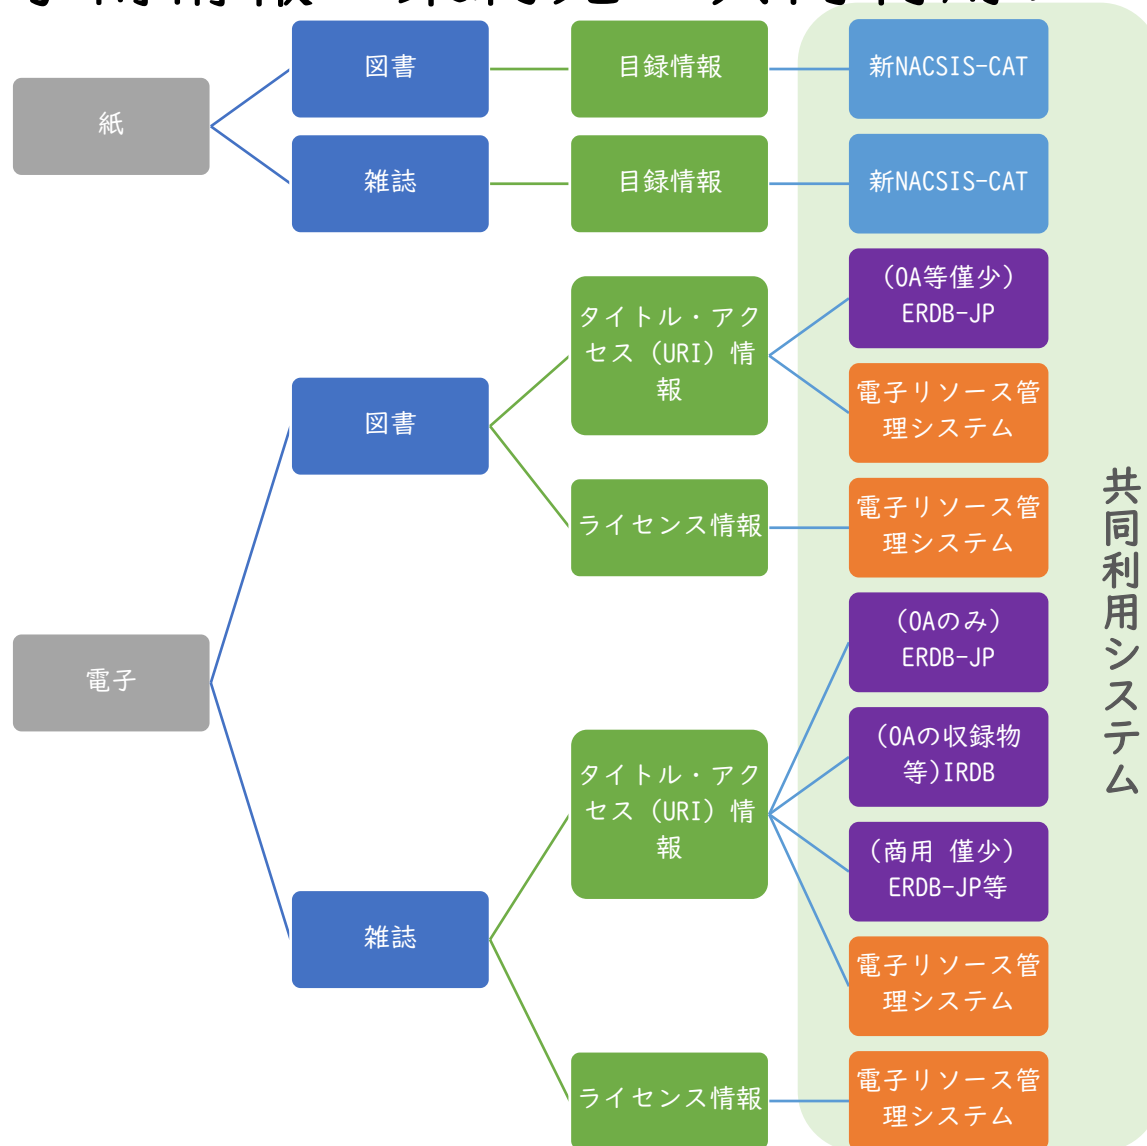 紙
図書
目録情報
新NACSIS-CAT
雑誌
目録情報
新NACSIS-CAT
電子
図書
タイトル・アク
セス（URI）情
報
（OA等僅少）
ERDB-JP
電子リソース管
理システム
ライセンス情報
電子リソース管
理システム
雑誌
タイトル・アク
セス（URI）情
報
（OAのみ）
ERDB-JP
（OAの収録物
等)IRDB
（商用 僅少）
ERDB-JP等
電子リソース管
理システム
ライセンス情報
電子リソース管
理システム
共同利用システム